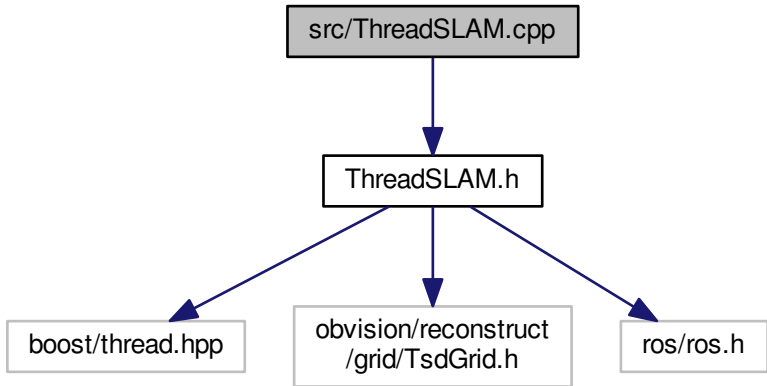 src/ThreadSLAM.cpp
ThreadSLAM.h
boost/thread.hpp
obvision/reconstruct
/grid/TsdGrid.h
ros/ros.h